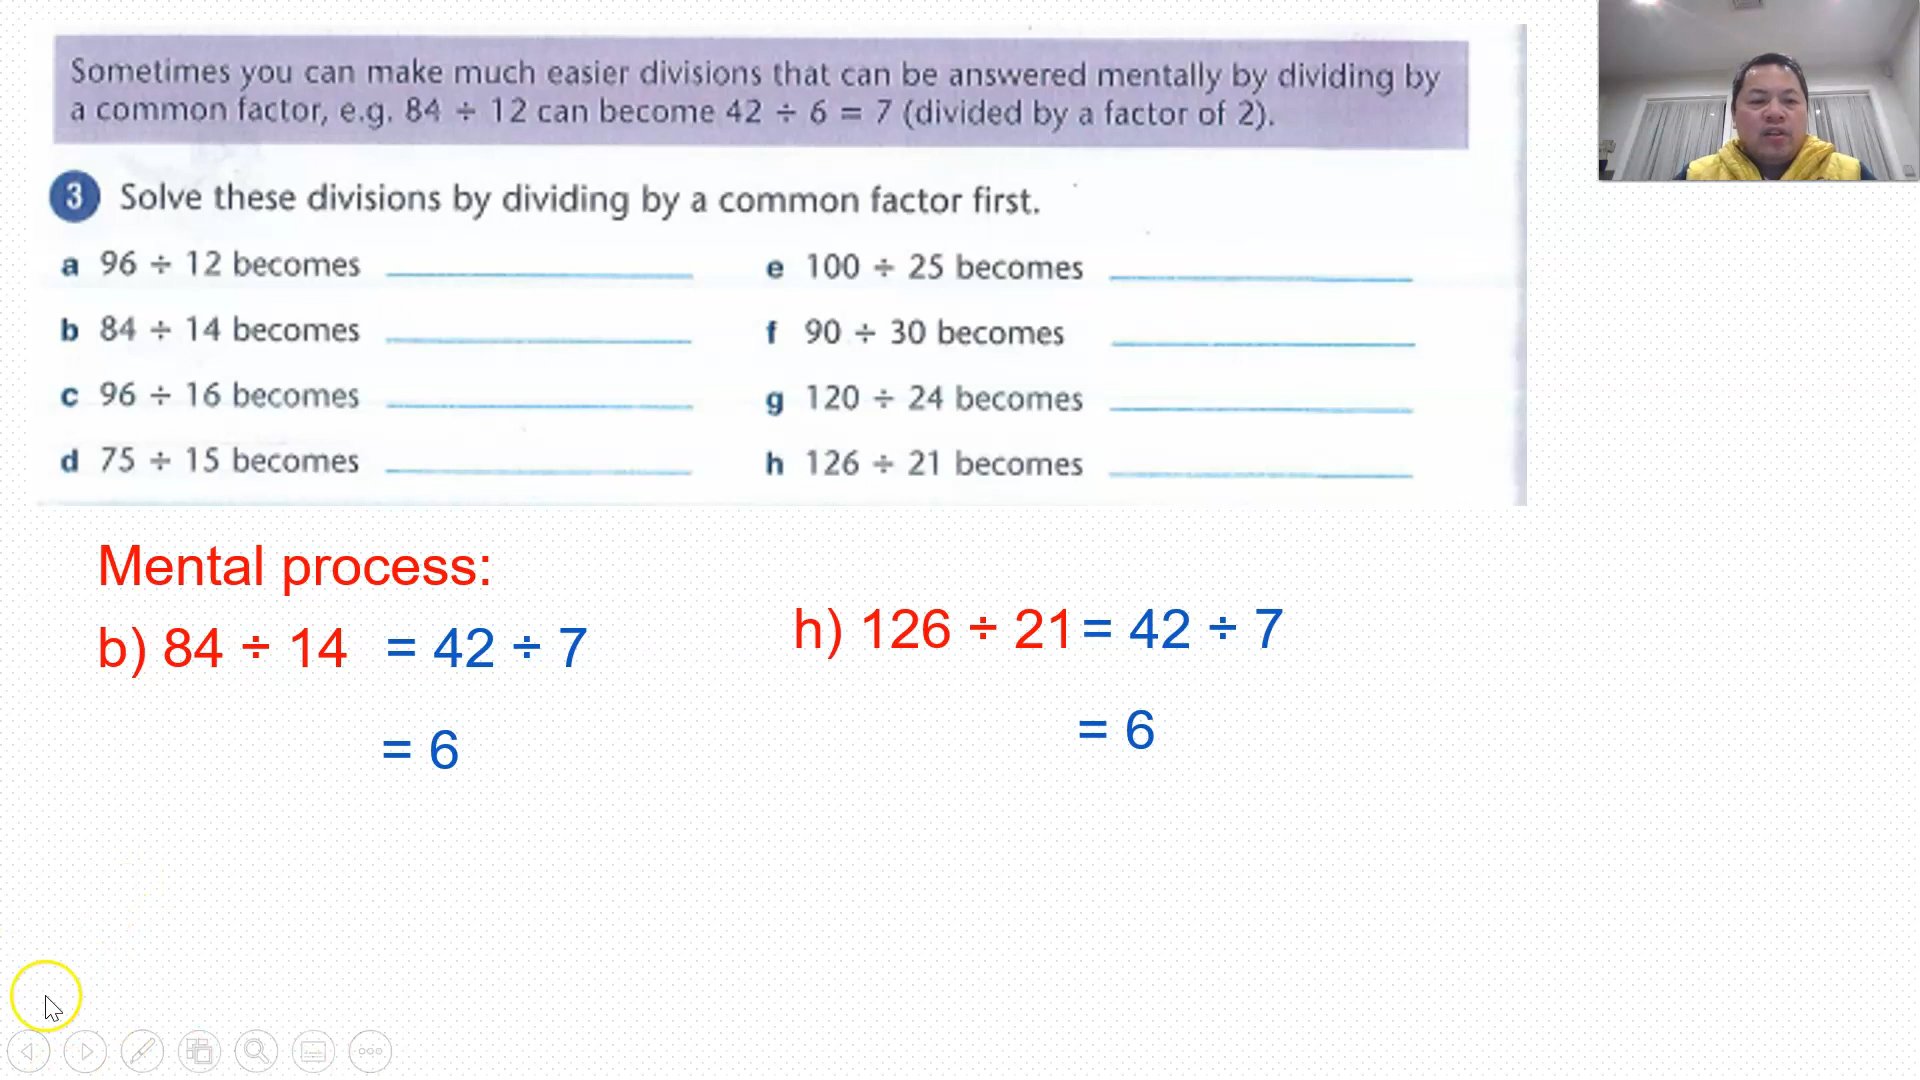 Sometimes you can make much easier divisions that can be answered mentally by dividing by
a common factor, e.g. 84 ÷ 12 can become 42 ÷ 6 = 7 (divided by a factor of 2).
3 Solve these divisions by dividing by a common factor first.
a 96 ÷ 12 becomes
b 84 ÷ 14 becomes
c 96 ÷ 16 becomes
d 75 ÷ 15 becomes
e 100 ÷ 25 becomes
f 90 ÷ 30 becomes
g 120 ÷ 24 becomes
h 126 ÷ 21 becomes
Mental process:
b) 84 ÷ 14 = 42 ÷ 7
= 6
h) 126 ÷ 21 = 42 ÷ 7
= 6